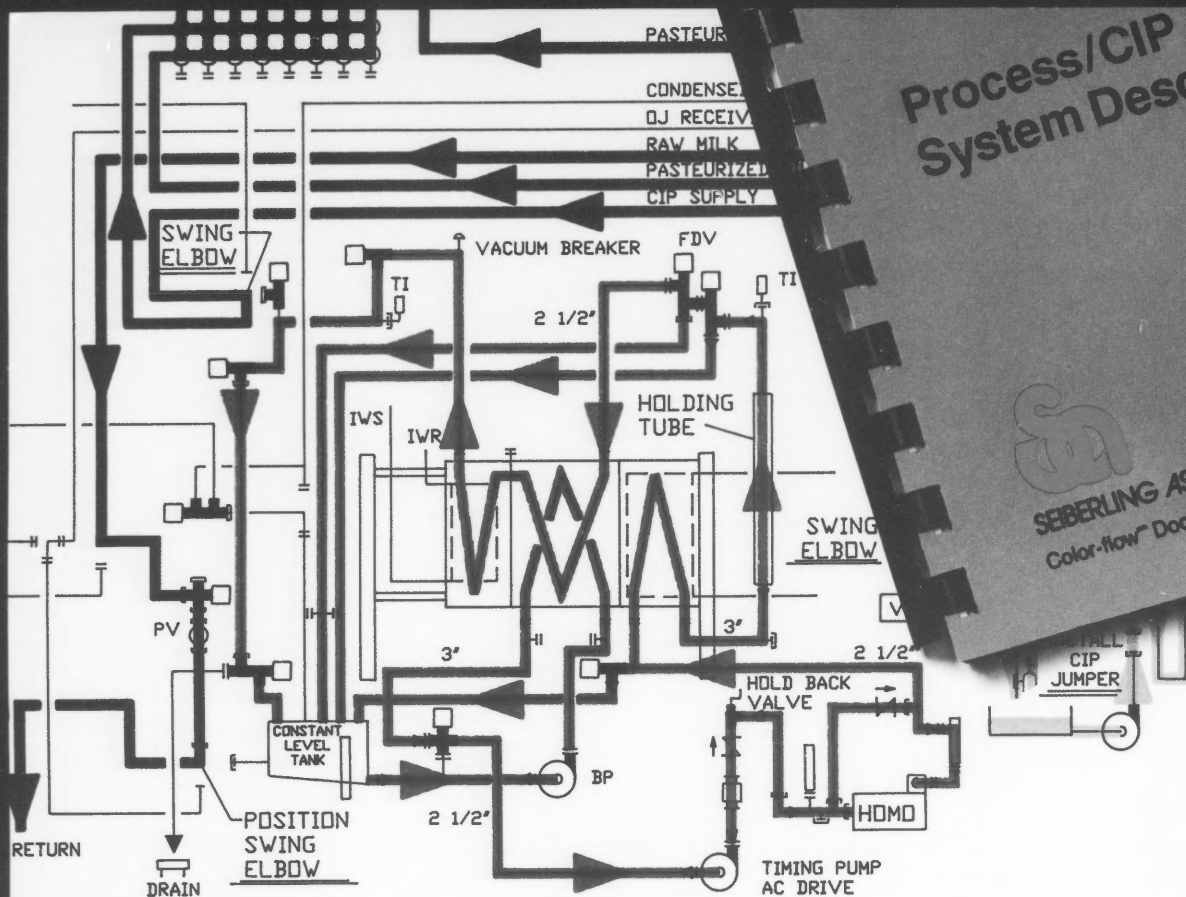 PASTEUR
CONDENSE
OJ RECEIV
RAW MILK
PASTEURIZED
CIP SUPPLY
Process/CIP
System Desc
SWING
ELBOW
VACUUM BREAKER
FDV
TI
TI
2 1/2"
IWS
IWR
HOLDING
TUBE
SEIBERLING AS
Color-flow™ Doc
SWING
ELBOW
PV
3"
3"
2 1/2"
V
INSTALL
CIP
JUMPER
HOLD BACK
VALVE
CONSTANT
LEVEL
TANK
BP
HOMO
2 1/2"
POSITION
SWING
ELBOW
RETURN
DRAIN
TIMING PUMP
AC DRIVE